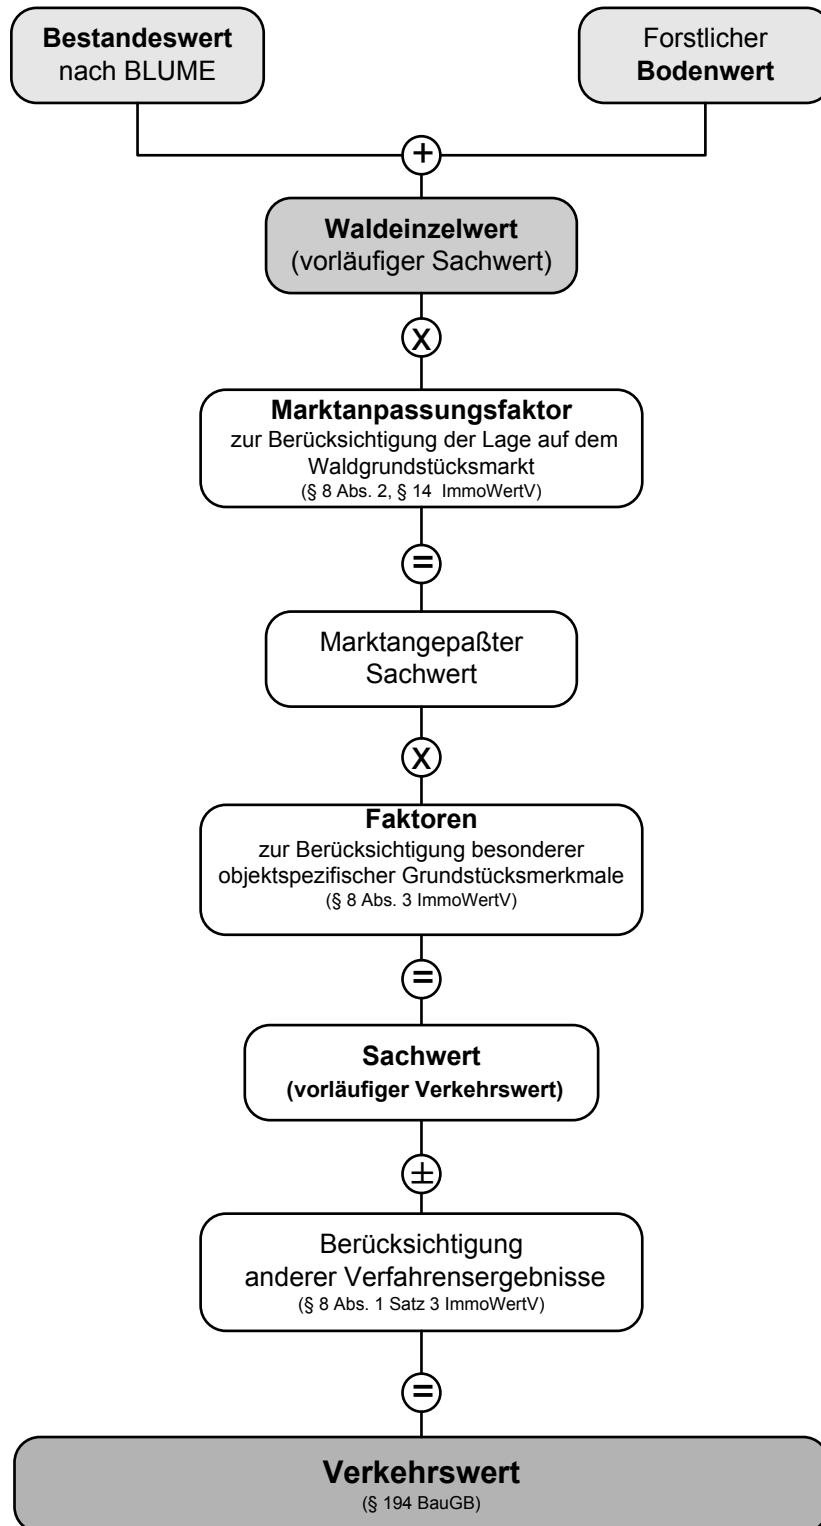 Bestandeswert
nach BLUME
Forstlicher
Bodenwert
+
Waldeinzelwert
(vorläufiger Sachwert)
x
Marktanpassungsfaktor
zur Berücksichtigung der Lage auf dem
Waldgrundstücksmarkt
(§ 8 Abs. 2, § 14 ImmoWertV)
=
Marktangepaßter
Sachwert
x
Faktoren
zur Berücksichtigung besonderer
objektspezifischer Grundstücksmerkmale
(§ 8 Abs. 3 ImmoWertV)
=
Sachwert
(vorläufiger Verkehrswert)
±
Berücksichtigung
anderer Verfahrensergebnisse
(§ 8 Abs. 1 Satz 3 ImmoWertV)
=
Verkehrswert
(§ 194 BauGB)